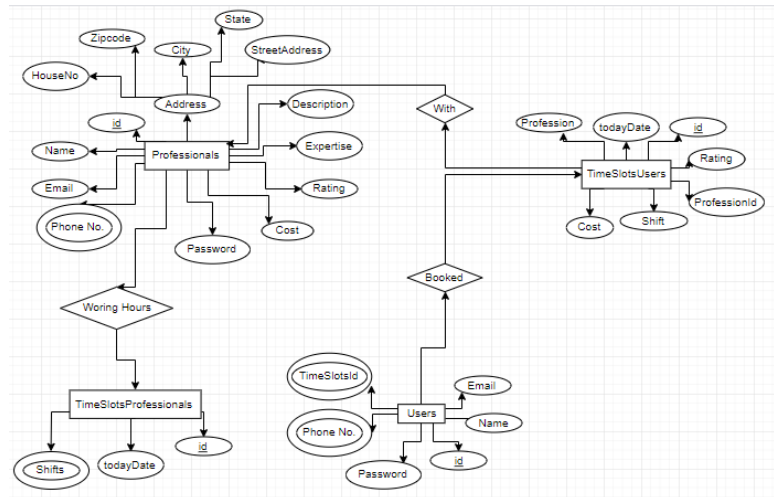 State
Zipcode
City
StreetAddress
HouseNo
Address
Description
With
id
Profession
todayDate
id
Name
Professionals
Expertise
Rating
TimeSlotsUsers
Email
Rating
ProfessionId
Phone No.
Cost
Shift
Cost
Password
Booked
Woring Hours
TimeSlotsId
Email
TimeSlotsProfessionals
Users
Name
Phone No.
id
Shifts
todayDate
id
Password